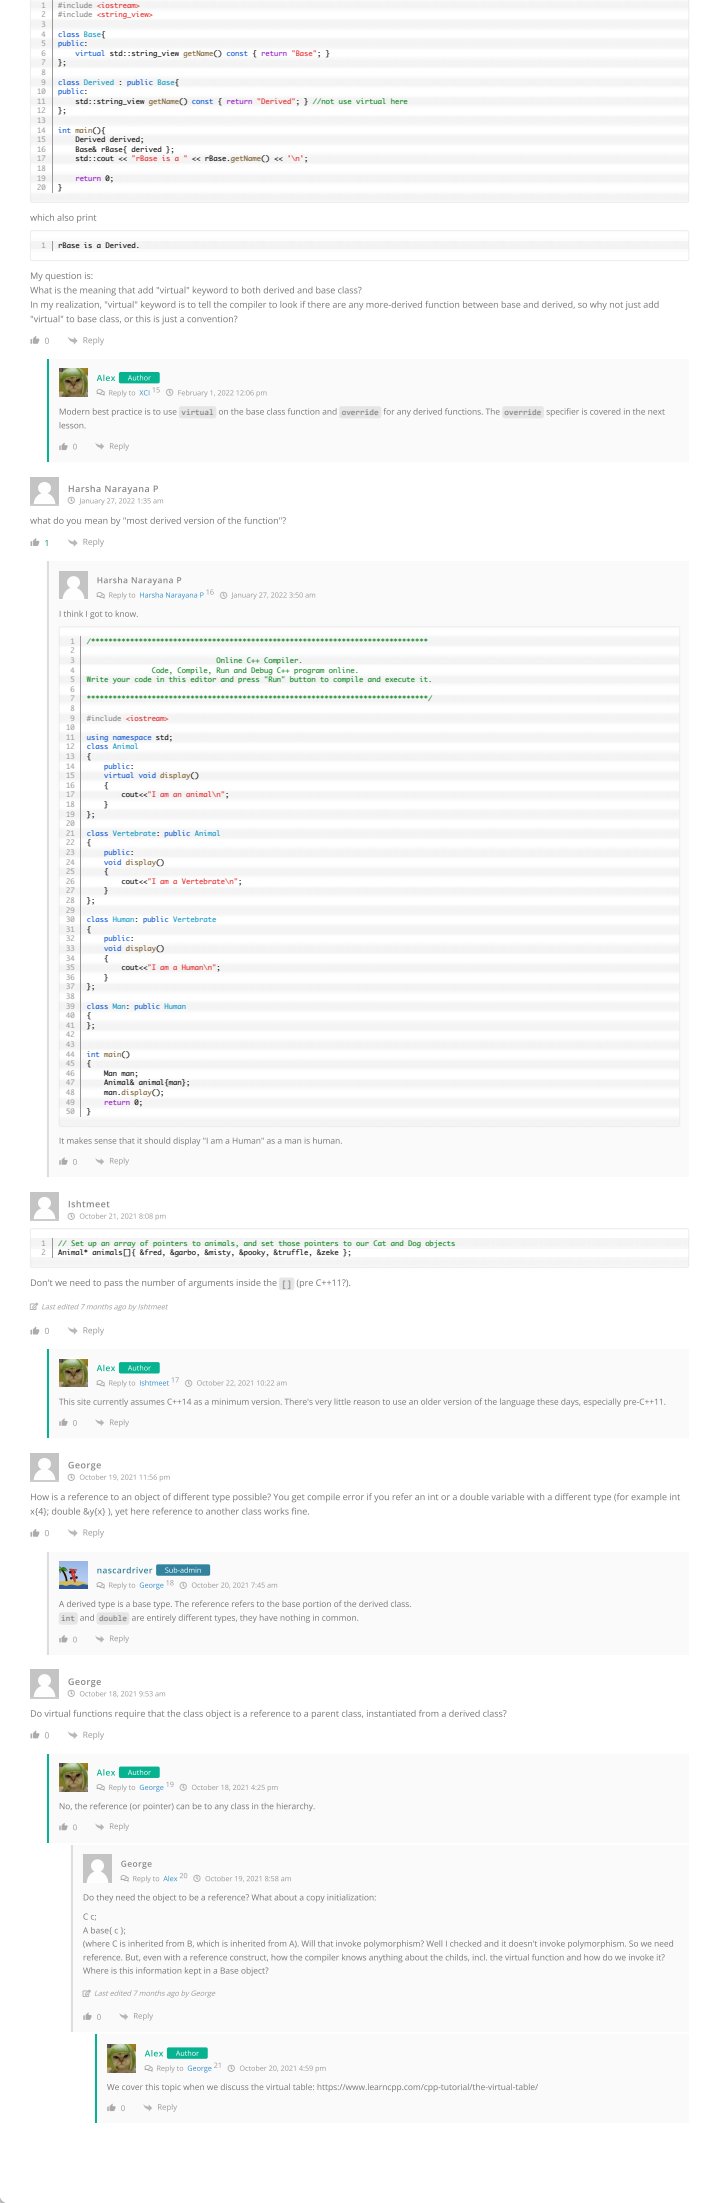 1 #include <iostream>
2 #include <string_view>
3
4 class Base{
5 public:
6 virtual std::string_view getName() const { return "Base"; }
7 };
8
9 class Derived : public Base{
10 public:
11 std::string_view getName() const { return "Derived"; } //not use virtual here
12 };
13
14 int main(){
15 Derived derived;
16 Base& rBase{ derived };
17 std::cout << "rBase is a " << rBase.getName() << '\n';
18
19 return 0;
20 }
which also print
1 rBase is a Derived.
My question is:
What is the meaning that add "virtual" keyword to both derived and base class?
In my realization, "virtual" keyword is to tell the compiler to look if there are any more-derived function between base and derived, so why not just add
"virtual" to base class, or this is just a convention?
0 Reply
Alex Author
Reply to XCI 15 February 1, 2022 12:06 pm
Modern best practice is to use virtual on the base class function and override for any derived functions. The override specifier is covered in the next
lesson.
0 Reply
Harsha Narayana P
January 27, 2022 1:35 am
what do you mean by "most derived version of the function"?
1 Reply
Harsha Narayana P
Reply to Harsha Narayana P 16 January 27, 2022 3:50 am
I think I got to know.
1 /******************************************************************************
2
3 Online C++ Compiler.
4 Code, Compile, Run and Debug C++ program online.
5 Write your code in this editor and press "Run" button to compile and execute it.
6
7 *******************************************************************************/
8
9 #include <iostream>
10
11 using namespace std;
12 class Animal
13 {
14 public:
15 virtual void display()
16 {
17 cout<<"I am an animal\n";
18 }
19 };
20
21 class Vertebrate: public Animal
22 {
23 public:
24 void display()
25 {
26 cout<<"I am a Vertebrate\n";
27 }
28 };
29
30 class Human: public Vertebrate
31 {
32 public:
33 void display()
34 {
35 cout<<"I am a Human\n";
36 }
37 };
38
39 class Man: public Human
40 {
41 };
42
43
44 int main()
45 {
46 Man man;
47 Animal& animal{man};
48 man.display();
49 return 0;
50 }
It makes sense that it should display "I am a Human" as a man is human.
0 Reply
Ishtmeet
October 21, 2021 8:08 pm
1 // Set up an array of pointers to animals, and set those pointers to our Cat and Dog objects
2 Animal* animals[]{ &fred, &garbo, &misty, &pooky, &truffle, &zeke };
Don't we need to pass the number of arguments inside the [] (pre C++11?).
Last edited 7 months ago by Ishtmeet
0 Reply
Alex Author
Reply to Ishtmeet 17 October 22, 2021 10:22 am
This site currently assumes C++14 as a minimum version. There's very little reason to use an older version of the language these days, especially pre-C++11.
0 Reply
George
October 19, 2021 11:56 pm
How is a reference to an object of different type possible? You get compile error if you refer an int or a double variable with a different type (for example int
x{4}; double &y{x} ), yet here reference to another class works fine.
0 Reply
nascardriver Sub-admin
Reply to George 18 October 20, 2021 7:45 am
A derived type is a base type. The reference refers to the base portion of the derived class.
int and double are entirely different types, they have nothing in common.
0 Reply
George
October 18, 2021 9:53 am
Do virtual functions require that the class object is a reference to a parent class, instantiated from a derived class?
0 Reply
Alex Author
Reply to George 19 October 18, 2021 4:25 pm
No, the reference (or pointer) can be to any class in the hierarchy.
0 Reply
George
Reply to Alex 20 October 19, 2021 8:58 am
Do they need the object to be a reference? What about a copy initialization:
C c;
A base{ c };
(where C is inherited from B, which is inherited from A). Will that invoke polymorphism? Well I checked and it doesn't invoke polymorphism. So we need
reference. But, even with a reference construct, how the compiler knows anything about the childs, incl. the virtual function and how do we invoke it?
Where is this information kept in a Base object?
Last edited 7 months ago by George
0 Reply
Alex Author
Reply to George 21 October 20, 2021 4:59 pm
We cover this topic when we discuss the virtual table: https://www.learncpp.com/cpp-tutorial/the-virtual-table/
0 Reply